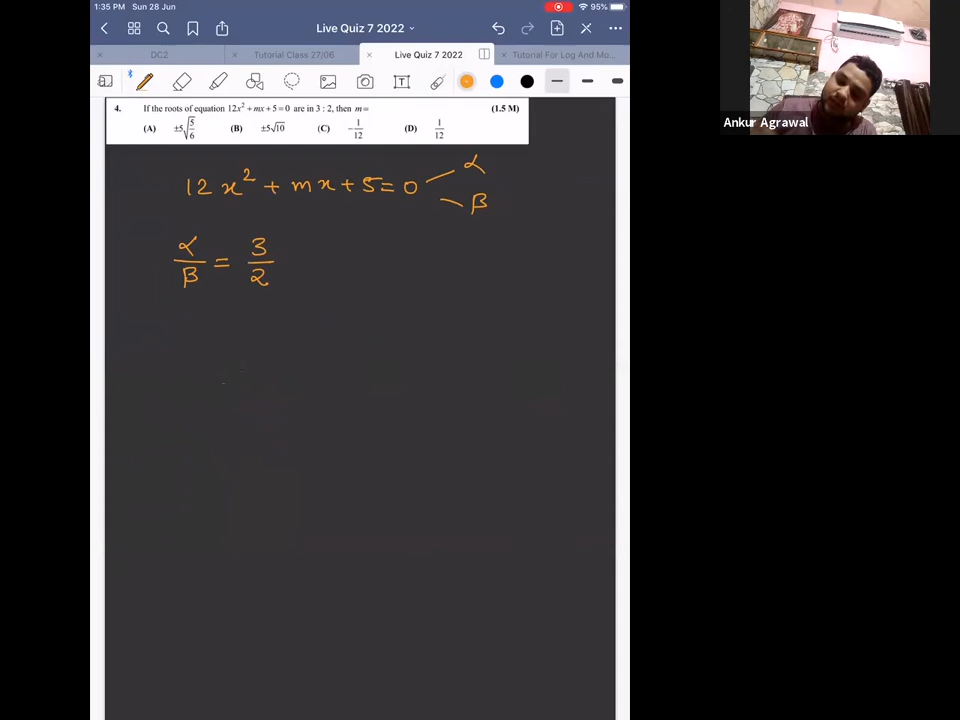 1:35 PM Sun 28 Jun 95%
Live Quiz 7 2022
DC2 Tutorial Class 27/06 Live Quiz 7 2022 Tutorial For Log And Mo...
4. If the roots of equation 12x² + mx + 5 = 0 are in 3 : 2, then m = (1.5 M)
(A) ±5√(5/6) (B) ±5√10 (C) −1/12 (D) 1/12
12x² + mx + 5 = 0 α
β
α/β = 3/2
Ankur Agrawal